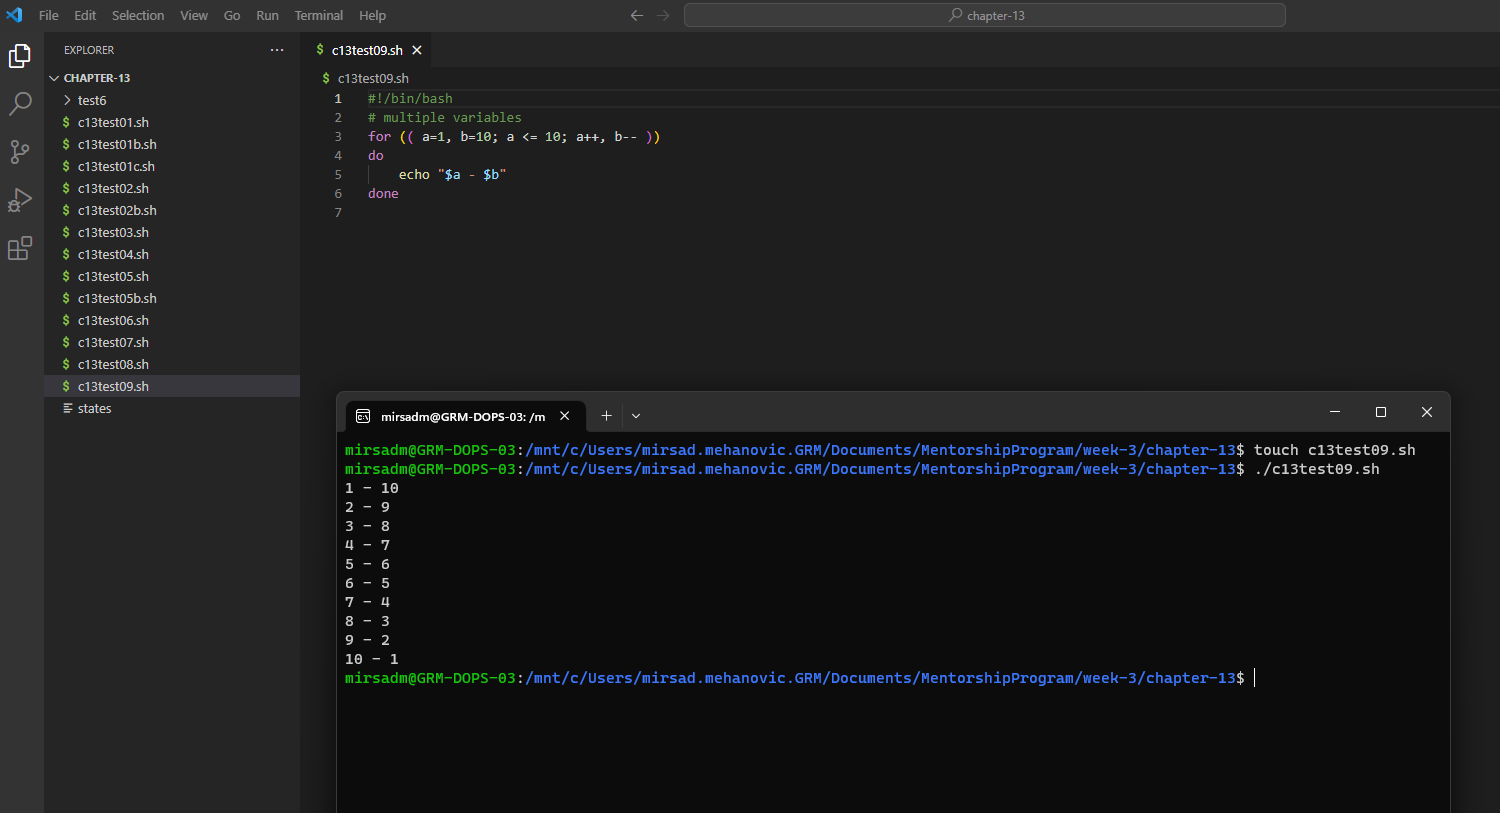 File Edit Selection View Go Run Terminal Help
chapter-13
EXPLORER
CHAPTER-13
test6
$ c13test01.sh
$ c13test01b.sh
$ c13test01c.sh
$ c13test02.sh
$ c13test02b.sh
$ c13test03.sh
$ c13test04.sh
$ c13test05.sh
$ c13test05b.sh
$ c13test06.sh
$ c13test07.sh
$ c13test08.sh
$ c13test09.sh
states
$ c13test09.sh
$ c13test09.sh
1 #!/bin/bash
2 # multiple variables
3 for (( a=1, b=10; a <= 10; a++, b-- ))
4 do
5 echo "$a - $b"
6 done
7
mirsadm@GRM-DOPS-03: /m
mirsadm@GRM-DOPS-03:/mnt/c/Users/mirsad.mehanovic.GRM/Documents/MentorshipProgram/week-3/chapter-13$ touch c13test09.sh
mirsadm@GRM-DOPS-03:/mnt/c/Users/mirsad.mehanovic.GRM/Documents/MentorshipProgram/week-3/chapter-13$ ./c13test09.sh
1 - 10
2 - 9
3 - 8
4 - 7
5 - 6
6 - 5
7 - 4
8 - 3
9 - 2
10 - 1
mirsadm@GRM-DOPS-03:/mnt/c/Users/mirsad.mehanovic.GRM/Documents/MentorshipProgram/week-3/chapter-13$